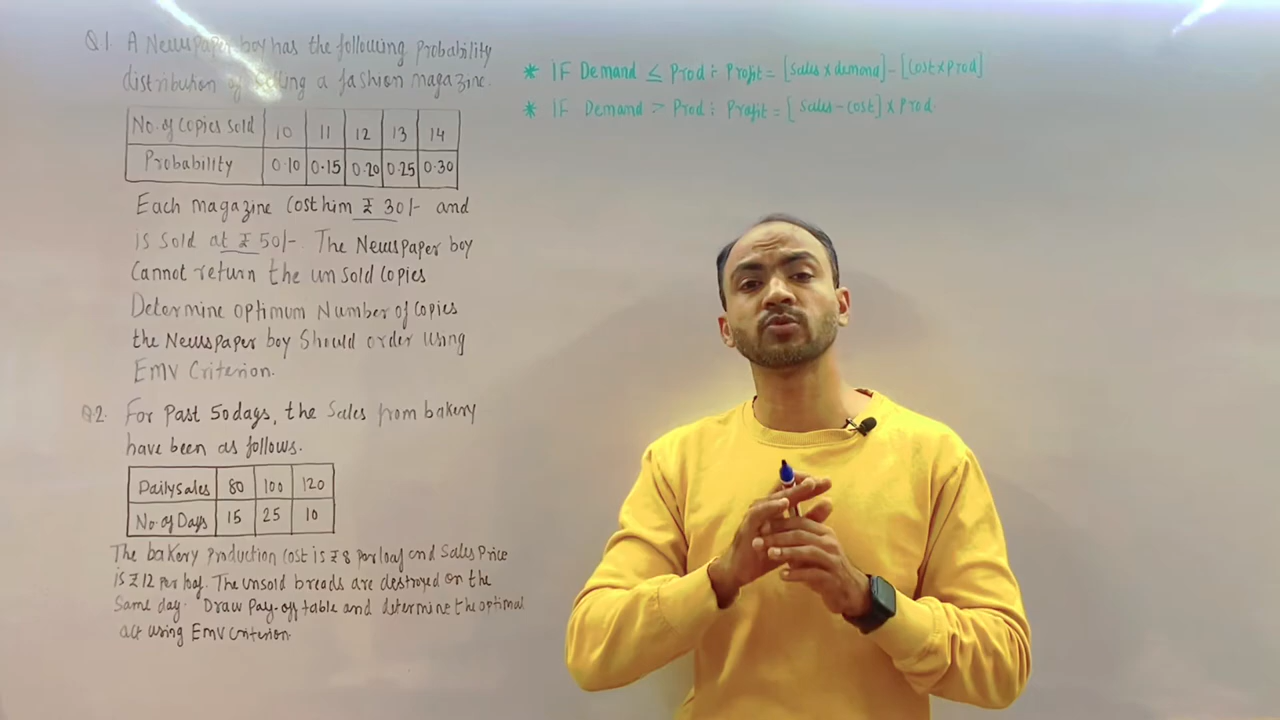 Q1. A Newspaper boy has the following probability
distribution of selling a fashion magazine.
No. of Copies Sold 10 11 12 13 14
Probability 0.10 0.15 0.20 0.25 0.30
Each magazine Cost him ₹ 30/- and
is sold at ₹ 50/-. The Newspaper boy
Cannot return the unsold copies
Determine optimum Number of copies
the Newspaper boy Should order using
EMV Criterion.
Q2. For Past 50 days, the Sales from bakery
have been as follows.
Daily sales 80 100 120
No. of Days 15 25 10
The bakery production cost is ₹ 8 per loaf and Sales Price
is ₹ 12 Per loaf. The unsold breads are destroyed on the
Same day. Draw Pay-off table and determine the optimal
act using EMV criterion.
* IF Demand ≤ Prod : Profit = [Sales × demand] - [Cost × Prod]
* IF Demand > Prod : Profit = [Sales - Cost] × Prod.